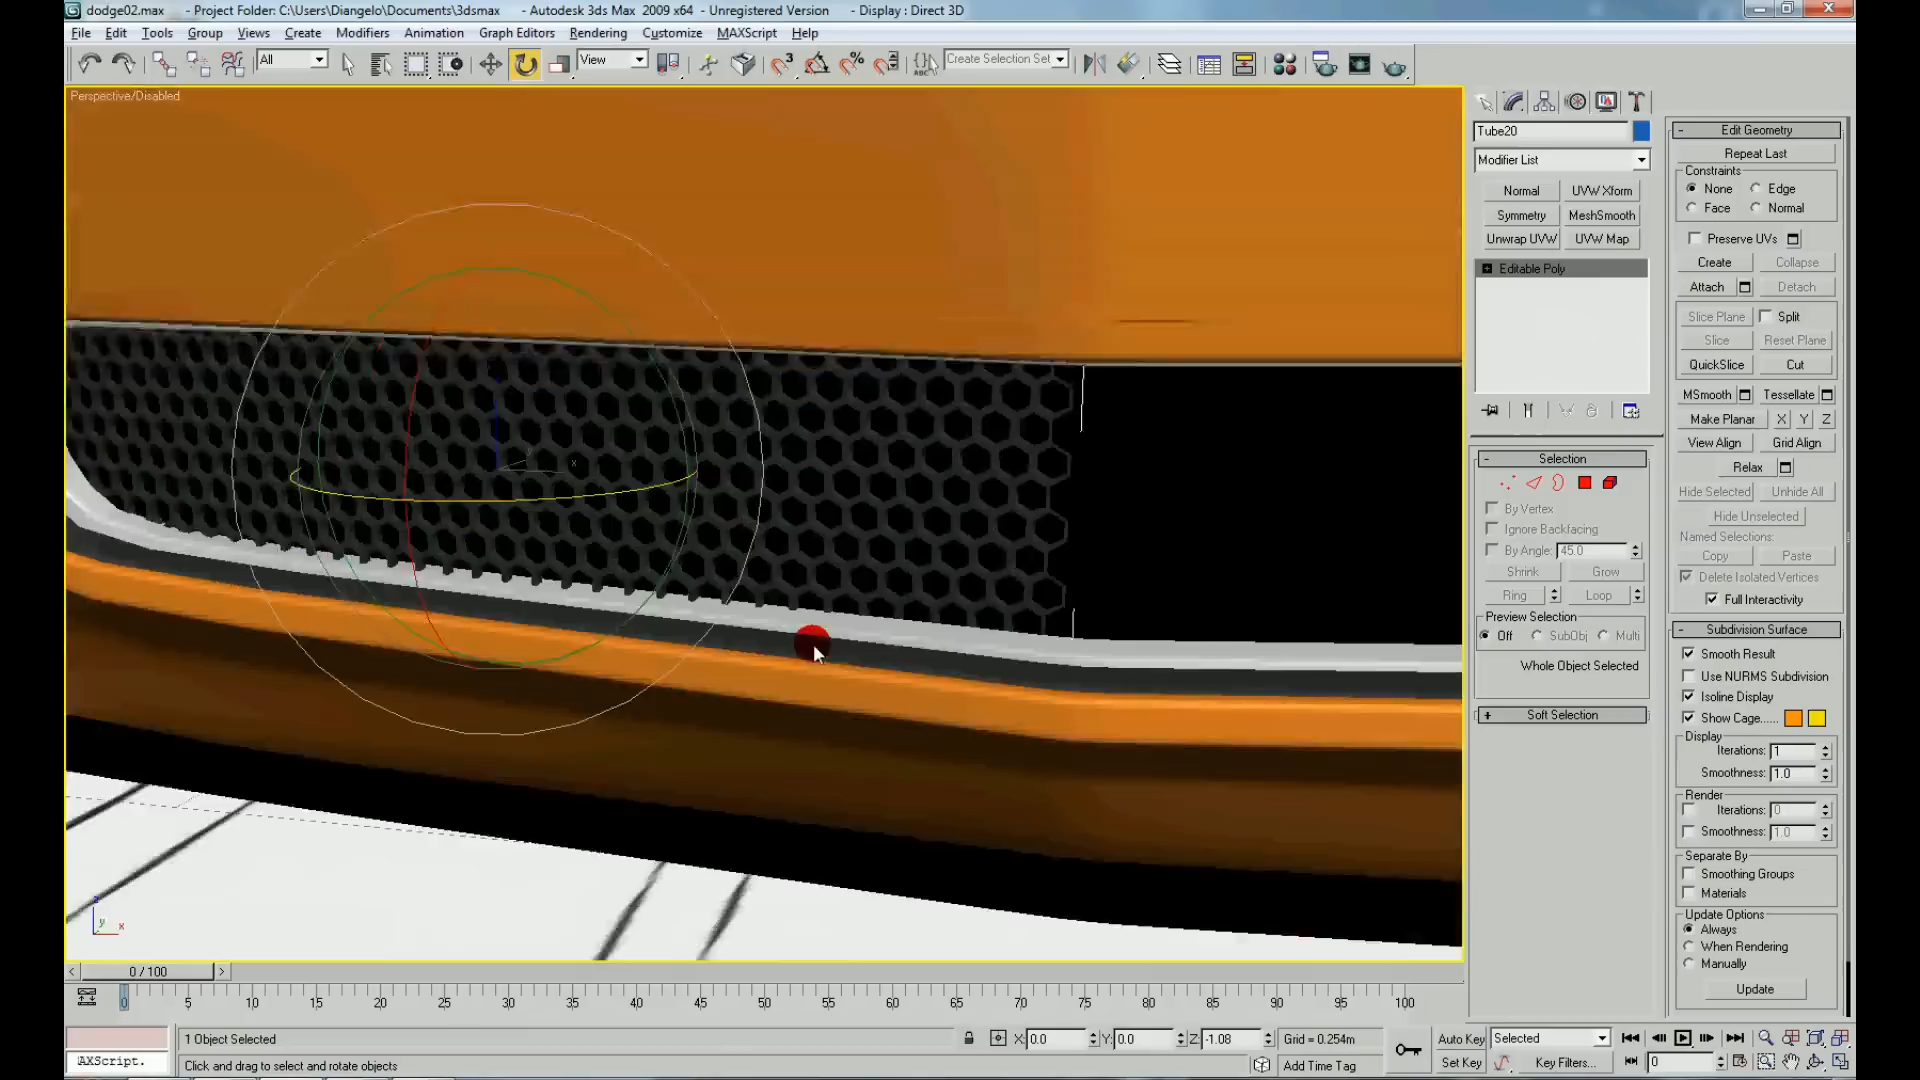 dodge02.max - Project Folder: C:\Users\Diangelo\Documents\3dsmax - Autodesk 3ds Max 2009 x64 - Unregistered Version - Display : Direct 3D
File Edit Tools Group Views Create Modifiers Animation Graph Editors Rendering Customize MAXScript Help
All View Create Selection Set
Perspective/Disabled
Tube20
Modifier List
Normal UVW Xform
Symmetry MeshSmooth
Unwrap UVW UVW Map
Editable Poly
Selection
By Vertex
Ignore Backfacing
By Angle: 45.0
Shrink Grow
Ring Loop
Preview Selection
Off SubObj Multi
Whole Object Selected
Soft Selection
Edit Geometry
Repeat Last
Constraints
None Edge
Face Normal
Preserve UVs
Create Collapse
Attach Detach
Slice Plane Split
Slice Reset Plane
QuickSlice Cut
MSmooth Tessellate
Make Planar X Y Z
View Align Grid Align
Relax
Hide Selected Unhide All
Hide Unselected
Named Selections:
Copy Paste
Delete Isolated Vertices
Full Interactivity
Subdivision Surface
Smooth Result
Use NURMS Subdivision
Isoline Display
Show Cage......
Display
Iterations: 1
Smoothness: 1.0
Render
Iterations: 0
Smoothness: 1.0
Separate By
Smoothing Groups
Materials
Update Options
Always
When Rendering
Manually
Update
x
z
y x
< 0 / 100 >
0 5 10 15 20 25 30 35 40 45 50 55 60 65 70 75 80 85 90 95 100
1 Object Selected X: 0.0 Y: 0.0 Z: -1.08 Grid = 0.254m Auto Key Selected
AXScript. Click and drag to select and rotate objects Add Time Tag Set Key Key Filters... 0